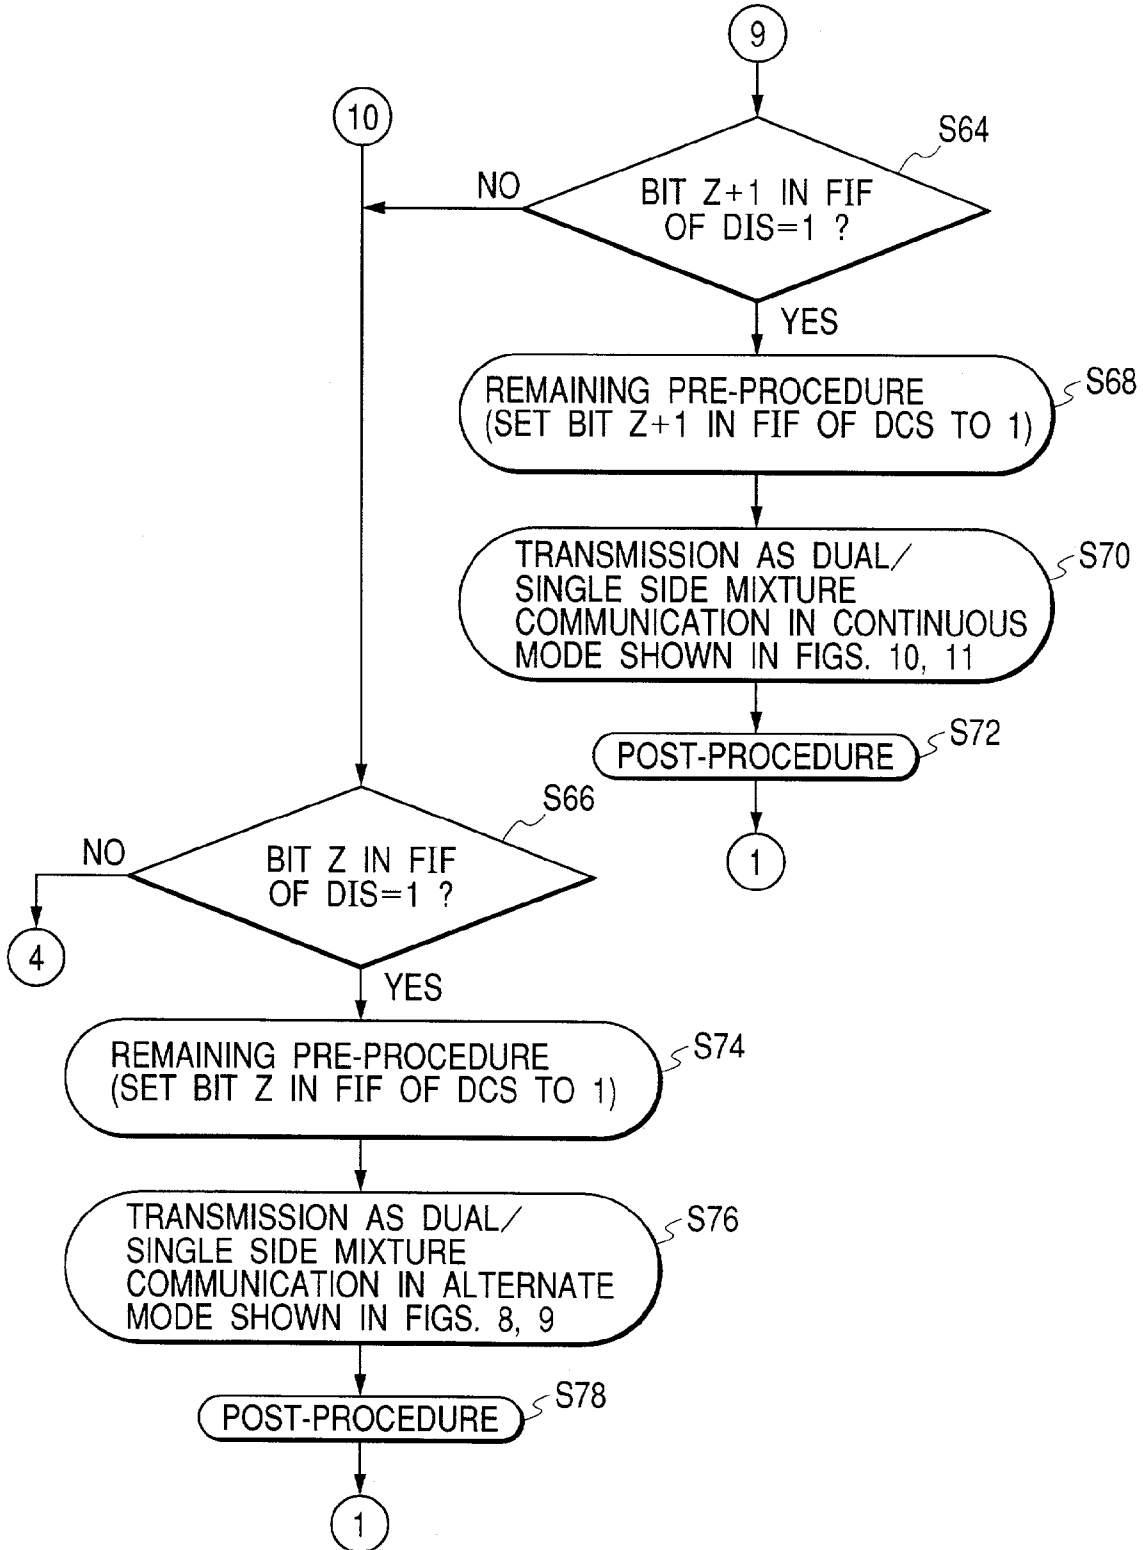 9
10
S64
NO
BIT Z+1 IN FIF
OF DIS=1 ?
YES
S68
REMAINING PRE-PROCEDURE
(SET BIT Z+1 IN FIF OF DCS TO 1)
S70
TRANSMISSION AS DUAL/
SINGLE SIDE MIXTURE
COMMUNICATION IN CONTINUOUS
MODE SHOWN IN FIGS. 10, 11
S72
POST-PROCEDURE
1
S66
NO
BIT Z IN FIF
OF DIS=1 ?
4
YES
S74
REMAINING PRE-PROCEDURE
(SET BIT Z IN FIF OF DCS TO 1)
S76
TRANSMISSION AS DUAL/
SINGLE SIDE MIXTURE
COMMUNICATION IN ALTERNATE
MODE SHOWN IN FIGS. 8, 9
S78
POST-PROCEDURE
1